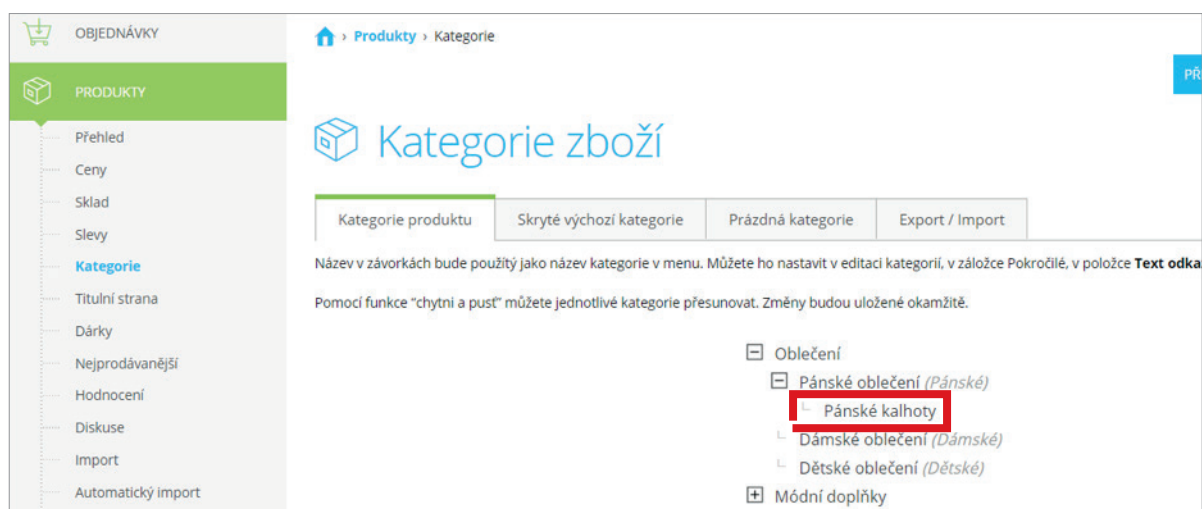 OBJEDNÁVKY
PRODUKTY
Přehled
Ceny
Sklad
Slevy
Kategorie
Titulní strana
Dárky
Nejprodávanější
Hodnocení
Diskuse
Import
Automatický import
› Produkty › Kategorie
PŘ
Kategorie zboží
Kategorie produktu
Skryté výchozí kategorie
Prázdná kategorie
Export / Import
Název v závorkách bude použítý jako název kategorie v menu. Můžete ho nastavit v editaci kategorií, v záložce Pokročilé, v položce Text odka
Pomocí funkce "chytni a pusť" můžete jednotlivé kategorie přesunovat. Změny budou uložené okamžitě.
Oblečení
Pánské oblečení (Pánské)
Pánské kalhoty
Dámské oblečení (Dámské)
Dětské oblečení (Dětské)
Módní doplňky